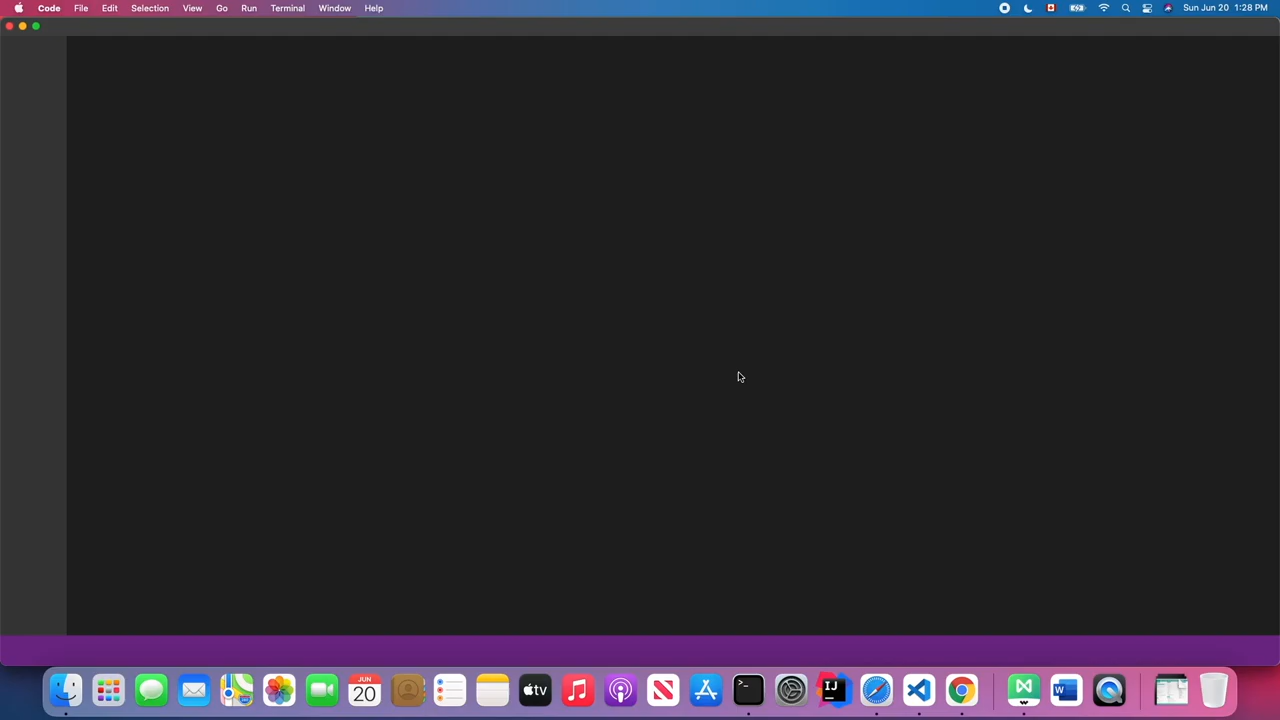 Code File Edit Selection View Go Run Terminal Window Help Sun Jun 20 1:28 PM
JUN
20
tv
>_
IJ
W